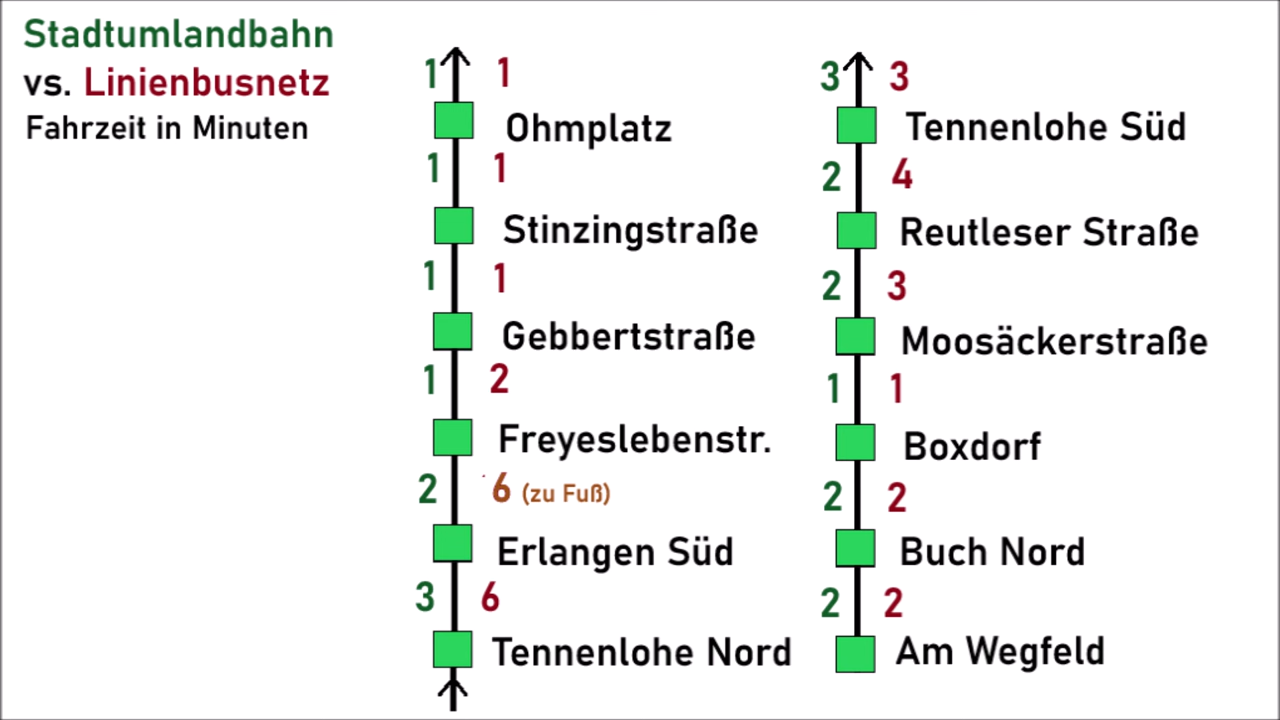 Stadtumlandbahn
vs. Linienbusnetz
Fahrzeit in Minuten
1 1
Ohmplatz
1 1
Stinzingstraße
1 1
Gebbertstraße
1 2
Freyeslebenstr.
2 6 (zu Fuß)
Erlangen Süd
3 6
Tennenlohe Nord
3 3
Tennenlohe Süd
2 4
Reutleser Straße
2 3
Moosäckerstraße
1 1
Boxdorf
2 2
Buch Nord
2 2
Am Wegfeld